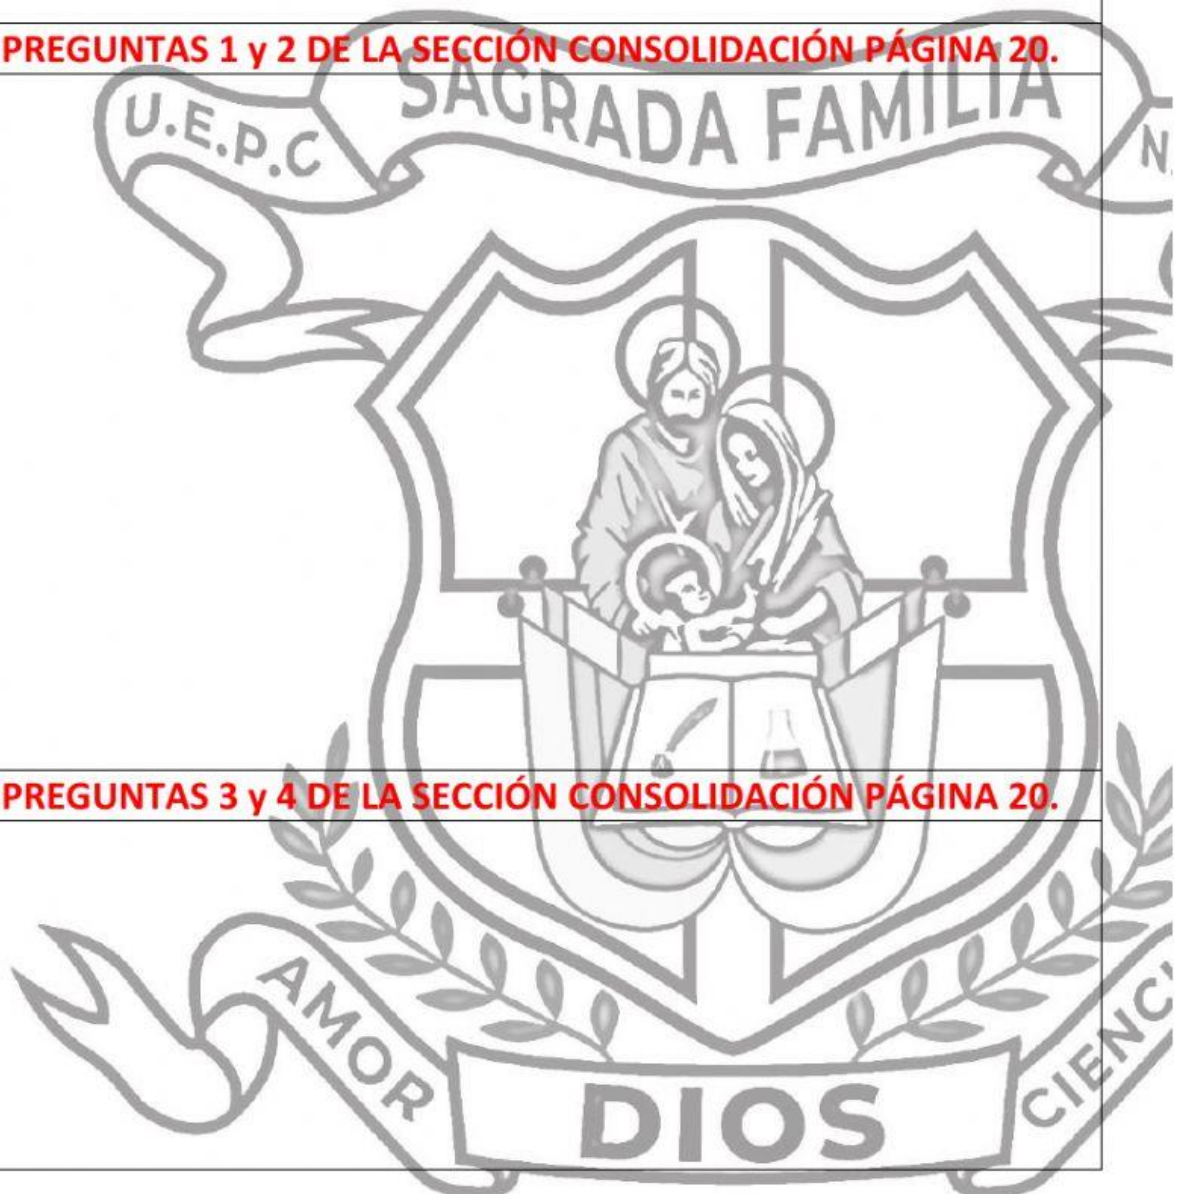 PREGUNTAS 1 y 2 DE LA SECCIÓN CONSOLIDACIÓN PÁGINA 20.
U.E.P.C
SAGRADA FAMILIA
N.
PREGUNTAS 3 y 4 DE LA SECCIÓN CONSOLIDACIÓN PÁGINA 20.
AMOR
DIOS
CIENCI